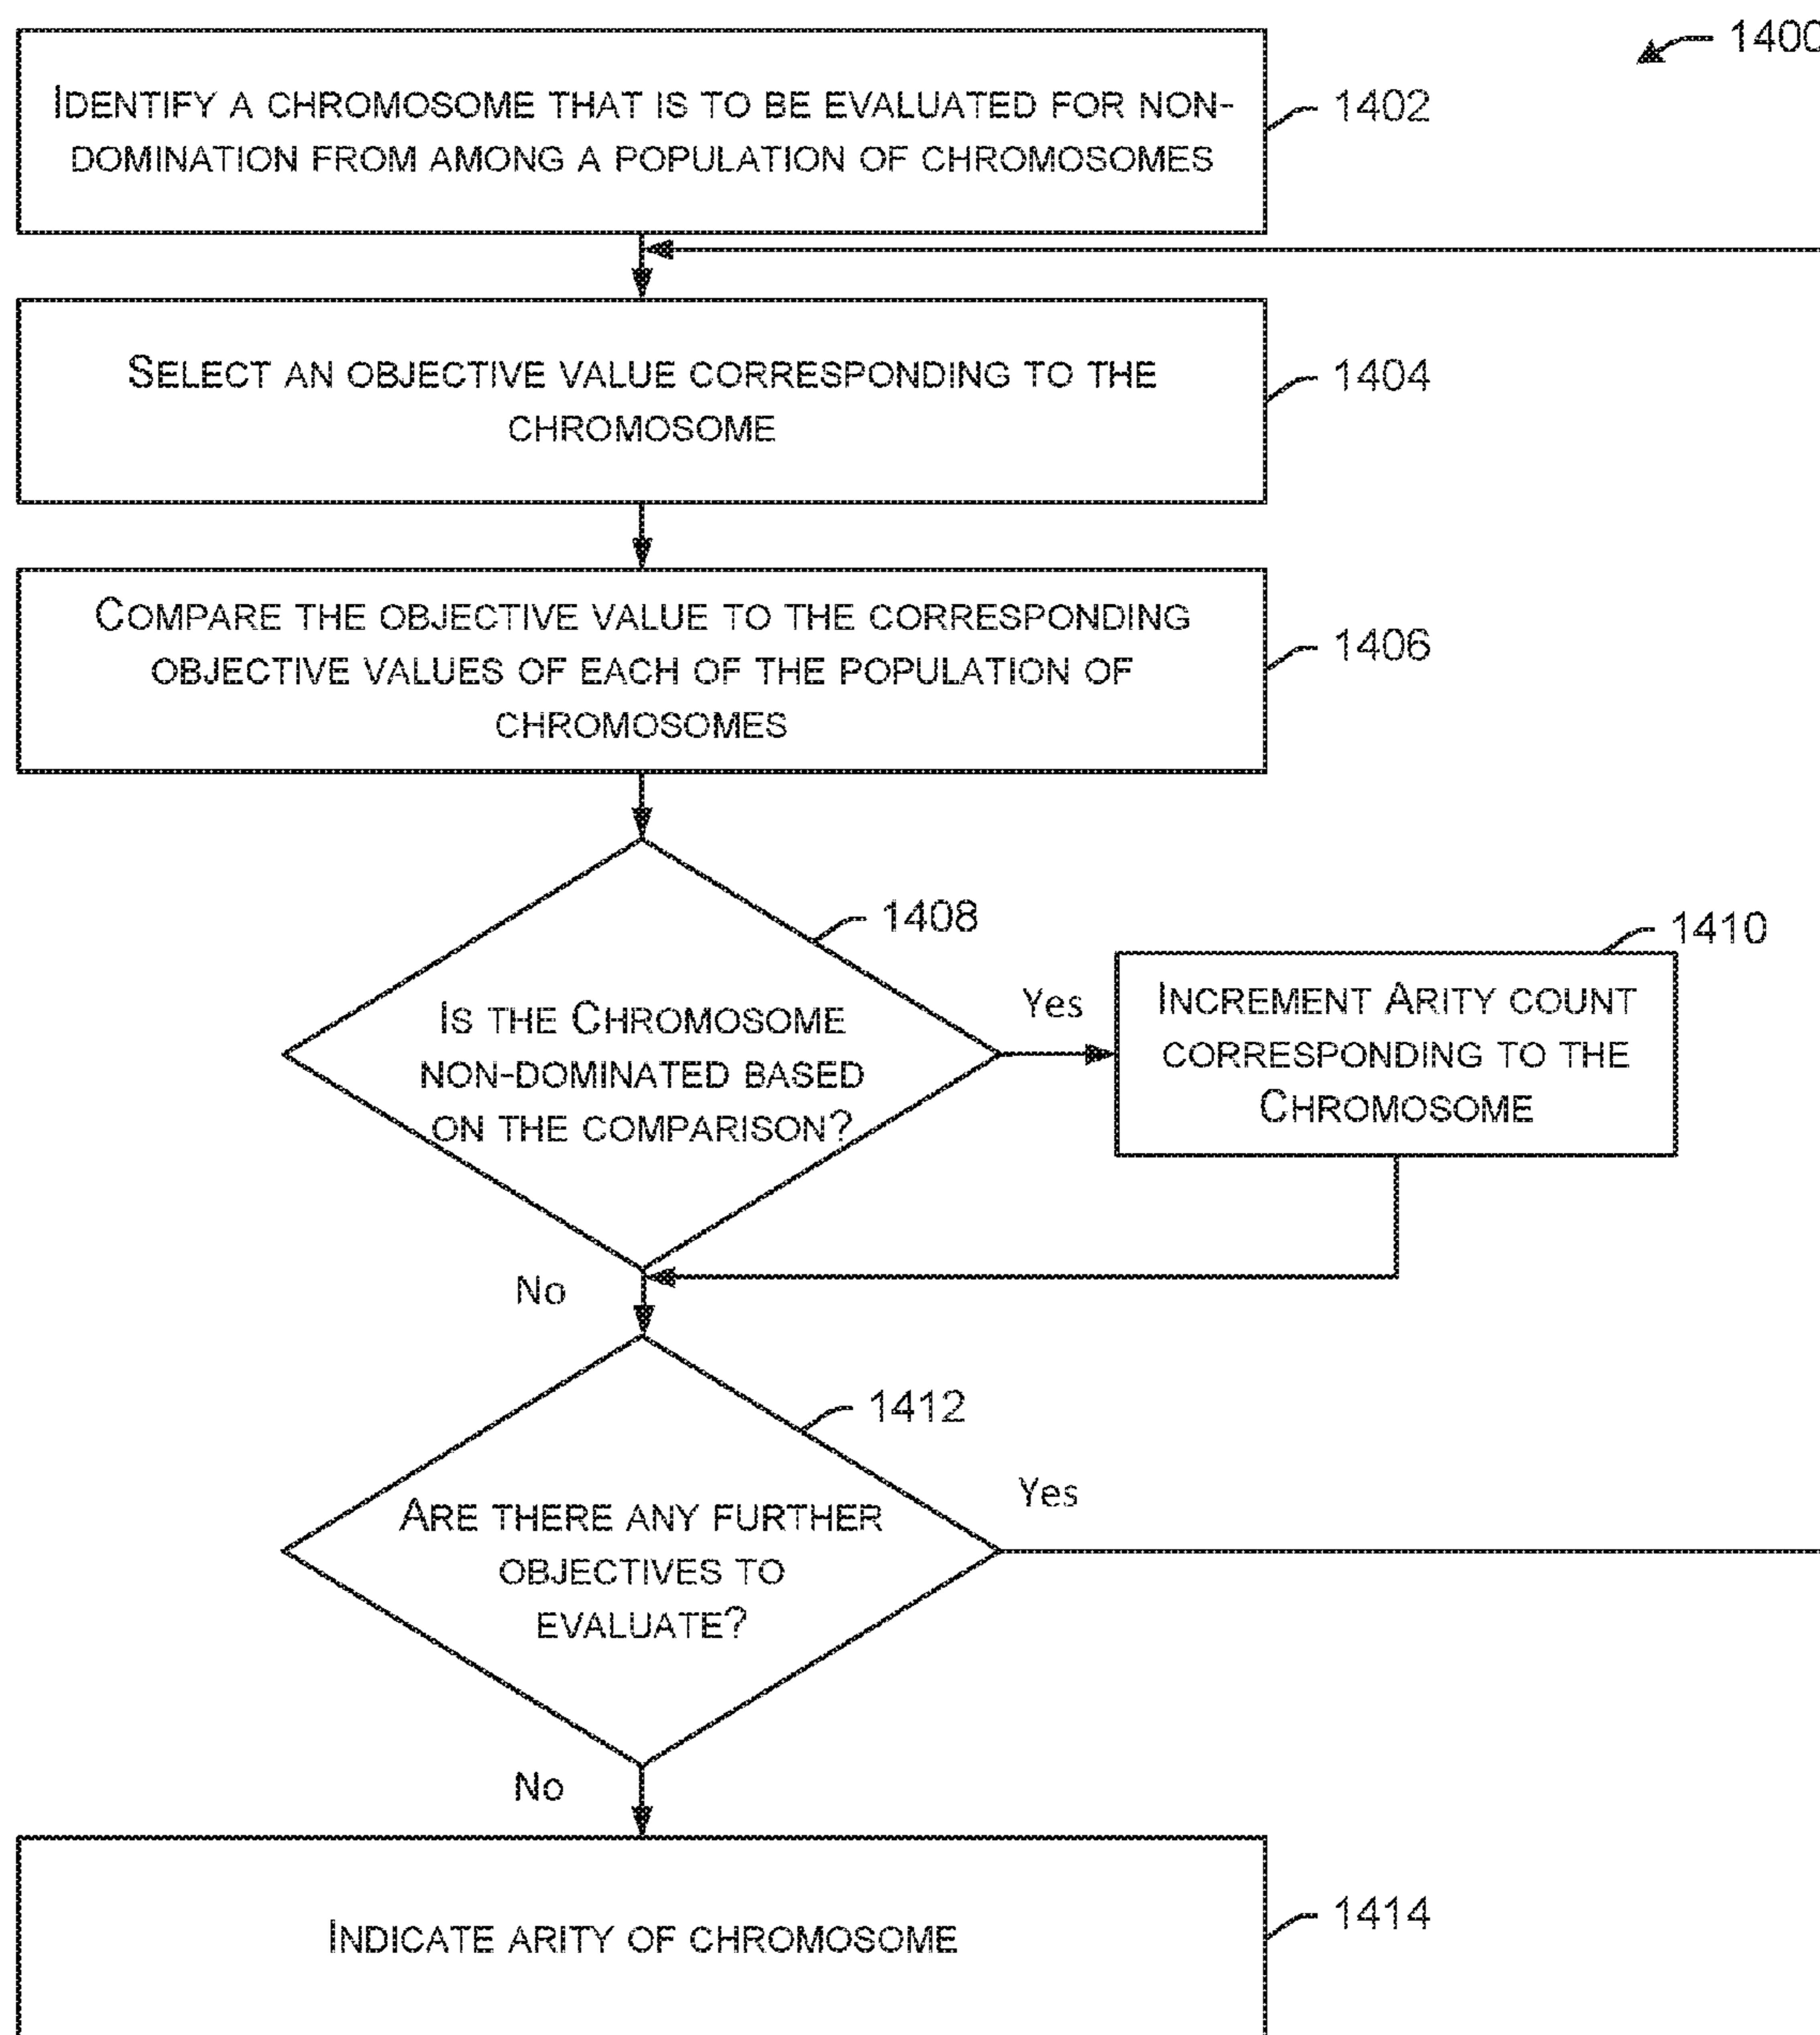 1400
IDENTIFY A CHROMOSOME THAT IS TO BE EVALUATED FOR NON-
DOMINATION FROM AMONG A POPULATION OF CHROMOSOMES
1402
SELECT AN OBJECTIVE VALUE CORRESPONDING TO THE
CHROMOSOME
1404
COMPARE THE OBJECTIVE VALUE TO THE CORRESPONDING
OBJECTIVE VALUES OF EACH OF THE POPULATION OF
CHROMOSOMES
1406
1408
IS THE CHROMOSOME
NON-DOMINATED BASED
ON THE COMPARISON?
Yes
1410
INCREMENT ARITY COUNT
CORRESPONDING TO THE
CHROMOSOME
No
1412
ARE THERE ANY FURTHER
OBJECTIVES TO
EVALUATE?
Yes
No
INDICATE ARITY OF CHROMOSOME
1414